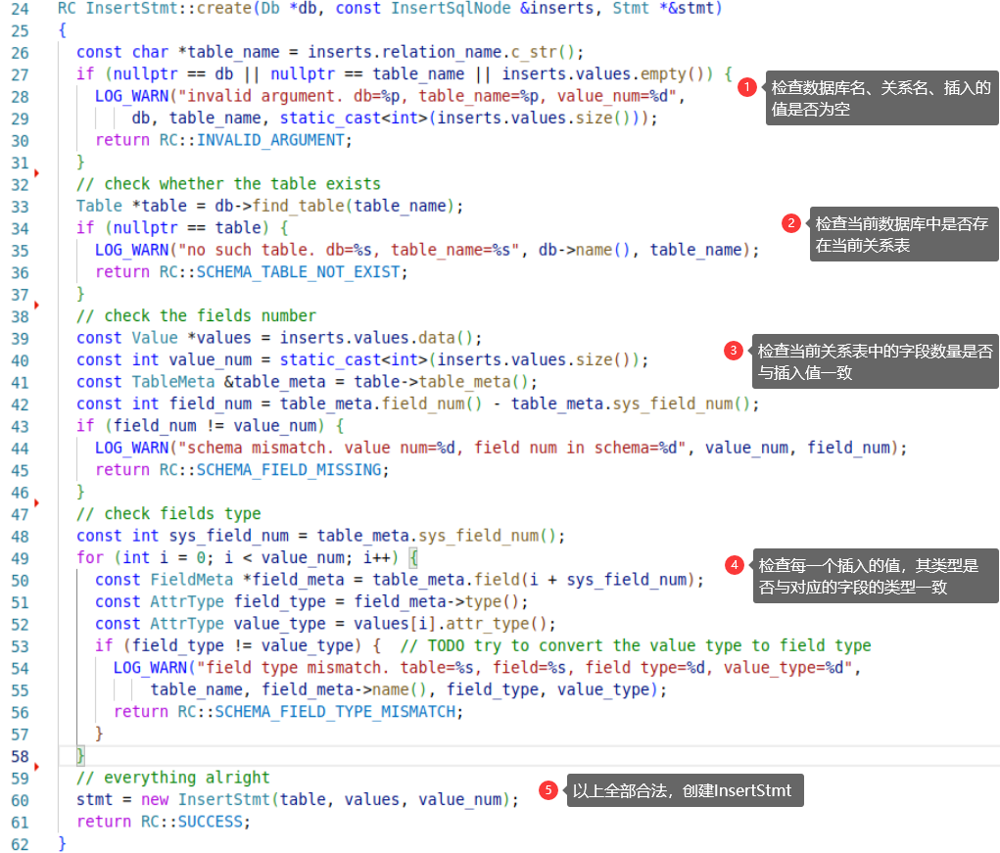 24 RC InsertStmt::create(Db *db, const InsertSqlNode &inserts, Stmt *&stmt)
25 {
26   const char *table_name = inserts.relation_name.c_str();
27   if (nullptr == db || nullptr == table_name || inserts.values.empty()) {
1 检查数据库名、关系名、插入的
值是否为空
28     LOG_WARN("invalid argument. db=%p, table_name=%p, value_num=%d",
29         db, table_name, static_cast<int>(inserts.values.size()));
30     return RC::INVALID_ARGUMENT;
31   }
32   // check whether the table exists
33   Table *table = db->find_table(table_name);
34   if (nullptr == table) {
2 检查当前数据库中是否存
在当前关系表
35     LOG_WARN("no such table. db=%s, table_name=%s", db->name(), table_name);
36     return RC::SCHEMA_TABLE_NOT_EXIST;
37   }
38   // check the fields number
39   const Value *values = inserts.values.data();
40   const int value_num = static_cast<int>(inserts.values.size());
3 检查当前关系表中的字段数量是否
与插入值一致
41   const TableMeta &table_meta = table->table_meta();
42   const int field_num = table_meta.field_num() - table_meta.sys_field_num();
43   if (field_num != value_num) {
44     LOG_WARN("schema mismatch. value num=%d, field num in schema=%d", value_num, field_num);
45     return RC::SCHEMA_FIELD_MISSING;
46   }
47   // check fields type
48   const int sys_field_num = table_meta.sys_field_num();
49   for (int i = 0; i < value_num; i++) {
4 检查每一个插入的值，其类型是
否与对应的字段的类型一致
50     const FieldMeta *field_meta = table_meta.field(i + sys_field_num);
51     const AttrType field_type = field_meta->type();
52     const AttrType value_type = values[i].attr_type();
53     if (field_type != value_type) {  // TODO try to convert the value type to field type
54       LOG_WARN("field type mismatch. table=%s, field=%s, field type=%d, value_type=%d",
55           table_name, field_meta->name(), field_type, value_type);
56       return RC::SCHEMA_FIELD_TYPE_MISMATCH;
57     }
58   }
59   // everything alright
60   stmt = new InsertStmt(table, values, value_num);
5 以上全部合法，创建InsertStmt
61   return RC::SUCCESS;
62 }